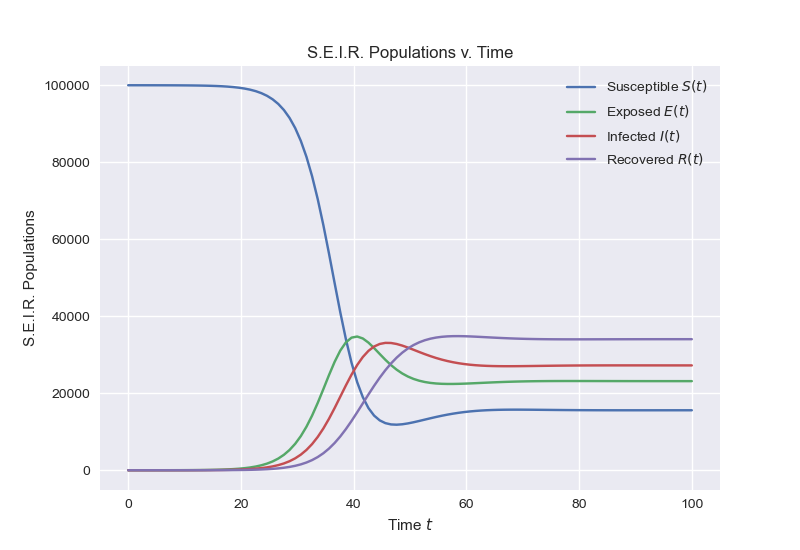 S.E.I.R. Populations v. Time
Susceptible S(t)
Exposed E(t)
Infected I(t)
Recovered R(t)
S.E.I.R. Populations
100000
80000
60000
40000
20000
0
0 20 40 60 80 100
Time t